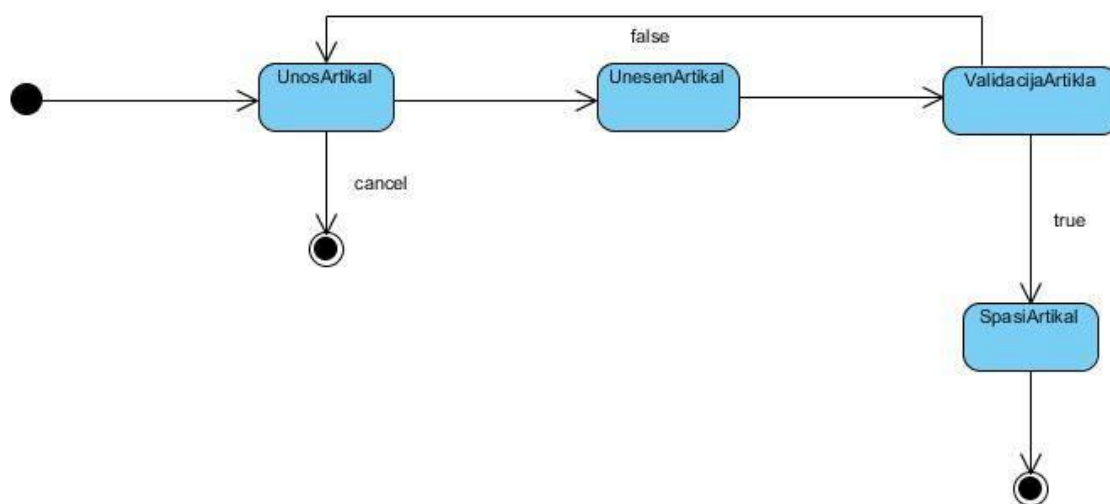 false
UnosArtikal
UnesenArtikal
ValidacijaArtikla
cancel
true
SpasiArtikal